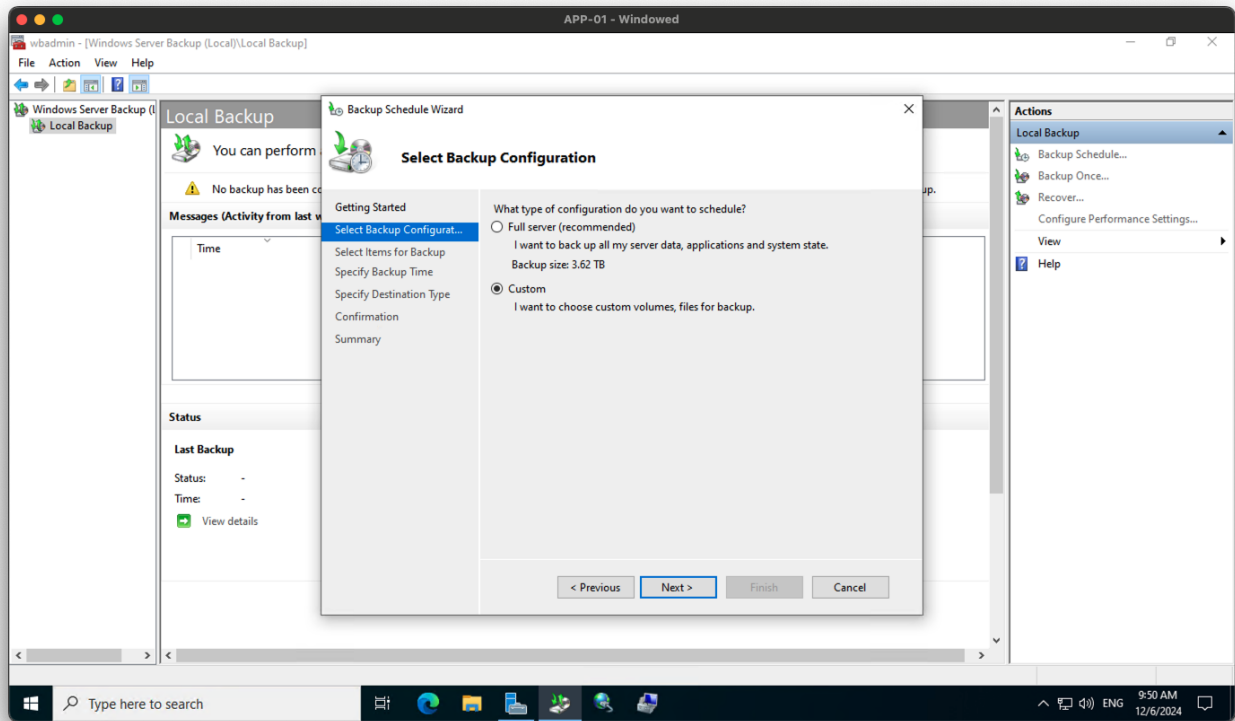 APP-01 - Windowed
wbadmin - [Windows Server Backup (Local)\Local Backup]
File Action View Help
Windows Server Backup (L
Local Backup
Local Backup
You can perform
No backup has been co
up.
Messages (Activity from last w
Time
Status
Last Backup
Status: -
Time: -
View details
Backup Schedule Wizard
Select Backup Configuration
Getting Started
Select Backup Configurat...
Select Items for Backup
Specify Backup Time
Specify Destination Type
Confirmation
Summary
What type of configuration do you want to schedule?
Full server (recommended)
I want to back up all my server data, applications and system state.
Backup size: 3.62 TB
Custom
I want to choose custom volumes, files for backup.
< Previous Next > Finish Cancel
Actions
Local Backup
Backup Schedule...
Backup Once...
Recover...
Configure Performance Settings...
View
Help
Type here to search
ENG
9:50 AM
12/6/2024